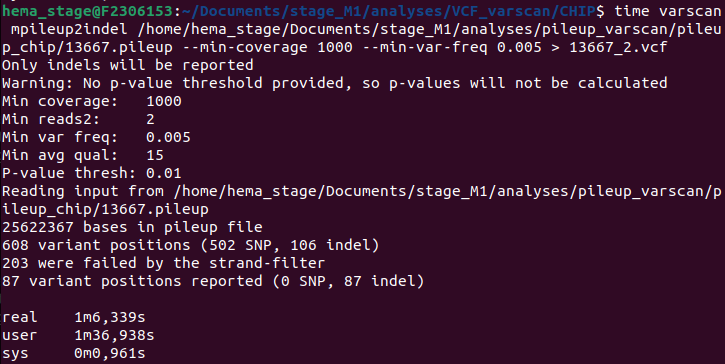 hema_stage@F2306153:~/Documents/stage_M1/analyses/VCF_varscan/CHIP$ time varscan
 mpileup2indel /home/hema_stage/Documents/stage_M1/analyses/pileup_varscan/pileu
p_chip/13667.pileup --min-coverage 1000 --min-var-freq 0.005 > 13667_2.vcf
Only indels will be reported
Warning: No p-value threshold provided, so p-values will not be calculated
Min coverage:   1000
Min reads2:     2
Min var freq:   0.005
Min avg qual:   15
P-value thresh: 0.01
Reading input from /home/hema_stage/Documents/stage_M1/analyses/pileup_varscan/p
ileup_chip/13667.pileup
25622367 bases in pileup file
608 variant positions (502 SNP, 106 indel)
203 were failed by the strand-filter
87 variant positions reported (0 SNP, 87 indel)
real    1m6,339s
user    1m36,938s
sys     0m0,961s